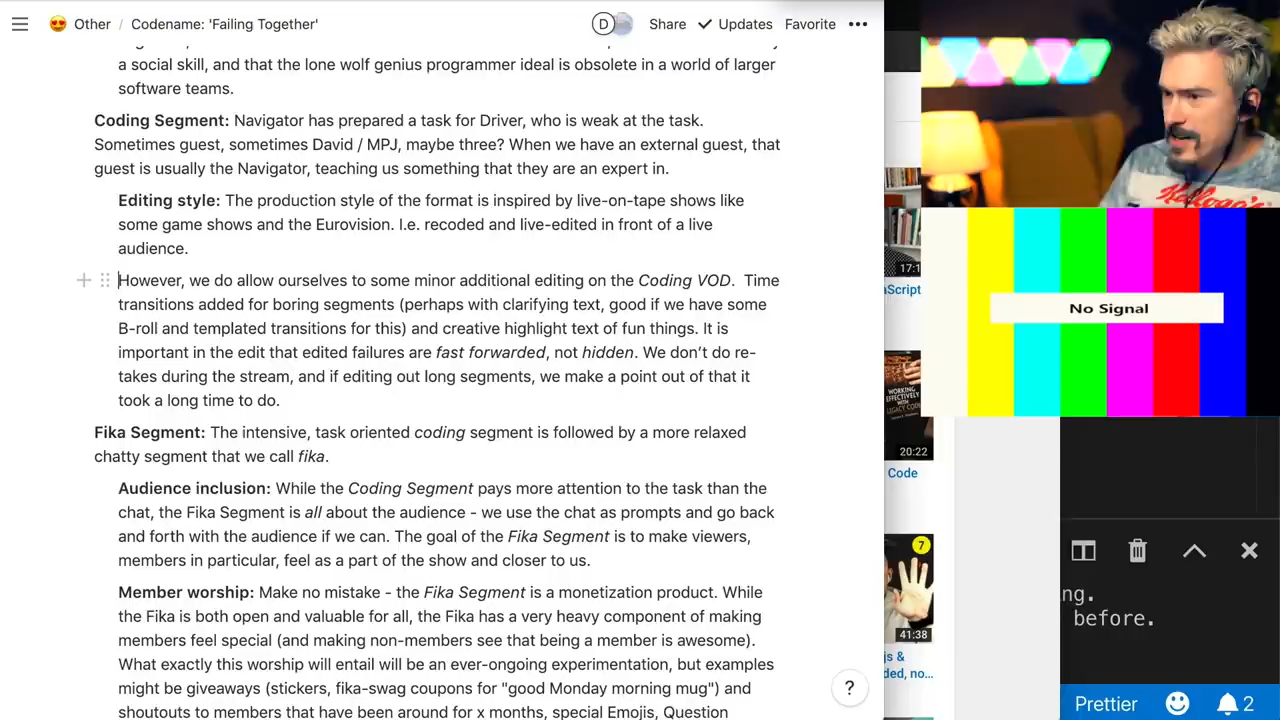 Other / Codename: 'Failing Together'
D
Share
Updates
Favorite
a social skill, and that the lone wolf genius programmer ideal is obsolete in a world of larger
software teams.
Coding Segment: Navigator has prepared a task for Driver, who is weak at the task.
Sometimes guest, sometimes David / MPJ, maybe three? When we have an external guest, that
guest is usually the Navigator, teaching us something that they are an expert in.
Editing style: The production style of the format is inspired by live-on-tape shows like
some game shows and the Eurovision. I.e. recoded and live-edited in front of a live
audience.
However, we do allow ourselves to some minor additional editing on the Coding VOD. Time
transitions added for boring segments (perhaps with clarifying text, good if we have some
B-roll and templated transitions for this) and creative highlight text of fun things. It is
important in the edit that edited failures are fast forwarded, not hidden. We don't do re-
takes during the stream, and if editing out long segments, we make a point out of that it
took a long time to do.
Fika Segment: The intensive, task oriented coding segment is followed by a more relaxed
chatty segment that we call fika.
Audience inclusion: While the Coding Segment pays more attention to the task than the
chat, the Fika Segment is all about the audience - we use the chat as prompts and go back
and forth with the audience if we can. The goal of the Fika Segment is to make viewers,
members in particular, feel as a part of the show and closer to us.
Member worship: Make no mistake - the Fika Segment is a monetization product. While
the Fika is both open and valuable for all, the Fika has a very heavy component of making
members feel special (and making non-members see that being a member is awesome).
What exactly this worship will entail will be an ever-ongoing experimentation, but examples
might be giveaways (stickers, fika-swag coupons for "good Monday morning mug") and
shoutouts to members that have been around for x months, special Emojis, Question
?
Kellogg's
17:1
aScript
No Signal
WORKING
EFFECTIVELY
WITH
LEGACY CODE
20:22
Code
7
41:38
js &
ded, no...
ng.
before.
Prettier
2